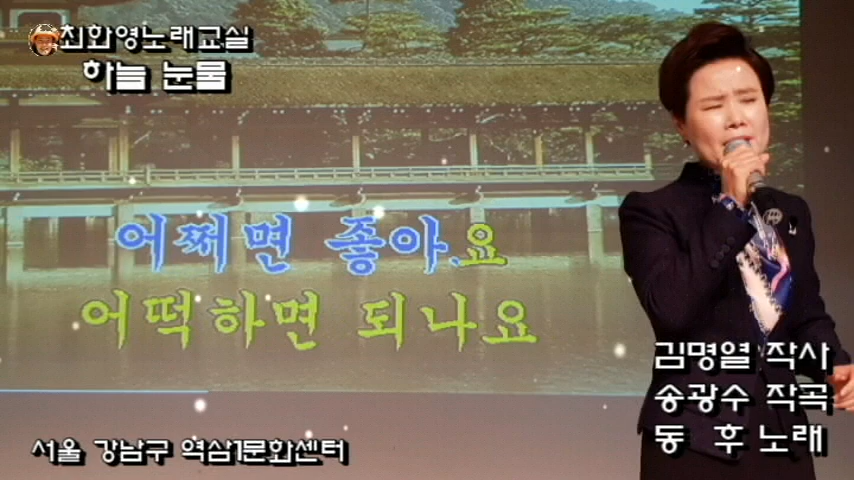 최화영노래교실
하늘 눈물
어쩌면 좋아요
어떡하면 되나요
김명열 작사
송광수 작곡
동 후 노래
서울 강남구 역삼1문화센터